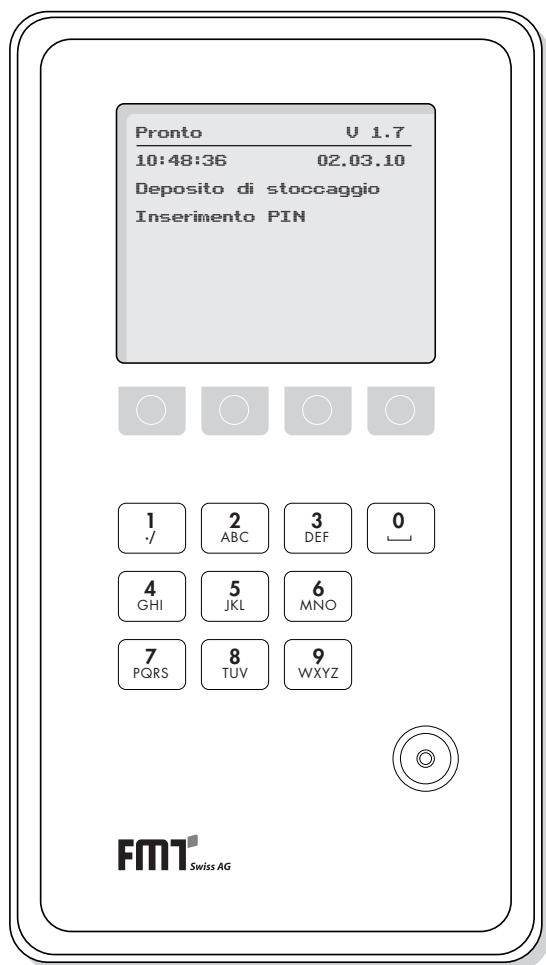 Pronto V 1.7
10:48:36 02.03.10
Deposito di stoccaggio
Inserimento PIN
1 2 3 0
./ ABC DEF
4 5 6
GHI JKL MNO
7 8 9
PQRS TUV WXYZ
FMT Swiss AG